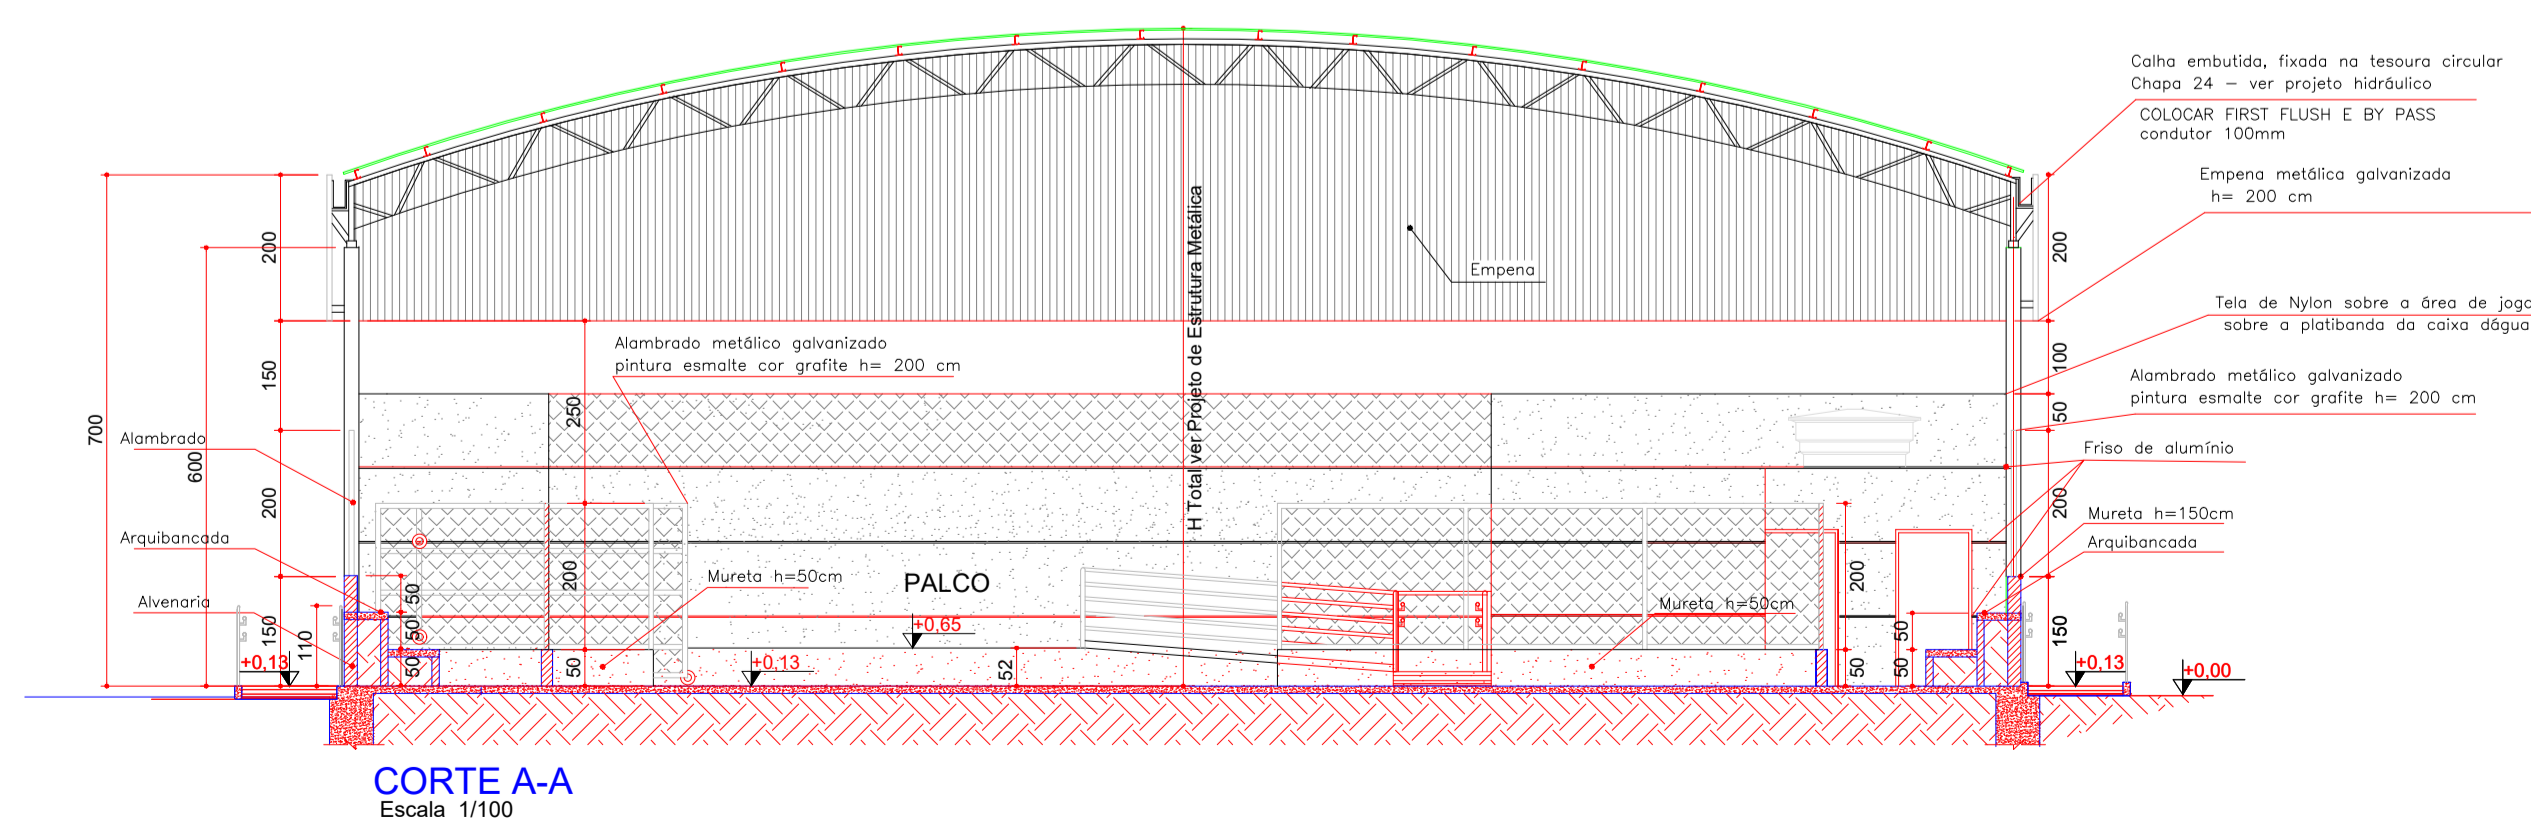 Calha embutida, fixada na tesoura circular
Chapa 24 – ver projeto hidráulico
COLOCAR FIRST FLUSH E BY PASS
condutor 100mm
Empena metálica galvanizada
h= 200 cm
Empena
H Total ver Projeto de Estrutura Metálica
Tela de Nylon sobre a área de jogo
sobre a platibanda da caixa dágua
Alambrado metálico galvanizado
pintura esmalte cor grafite h= 200 cm
Alambrado metálico galvanizado
pintura esmalte cor grafite h= 200 cm
Alambrado
Friso de alumínio
Mureta h=150cm
Arquibancada
Arquibancada
Alvenaria
Mureta h=50cm
PALCO
Mureta h=50cm
700
600
200
150
200
150
110
50
50
50
250
200
50
52
200
50
50
50
200
100
50
200
150
+0,13
+0,13
+0,65
+0,13
+0,00
CORTE A-A
Escala 1/100